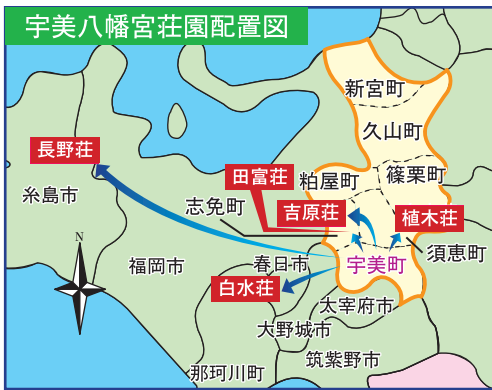 宇美八幡宮荘園配置図
新宮町
久山町
長野荘
田富荘
粕屋町
篠栗町
糸島市
志免町
吉原荘
植木荘
須恵町
N
福岡市
春日市
宇美町
白水荘
太宰府市
大野城市
筑紫野市
那珂川町